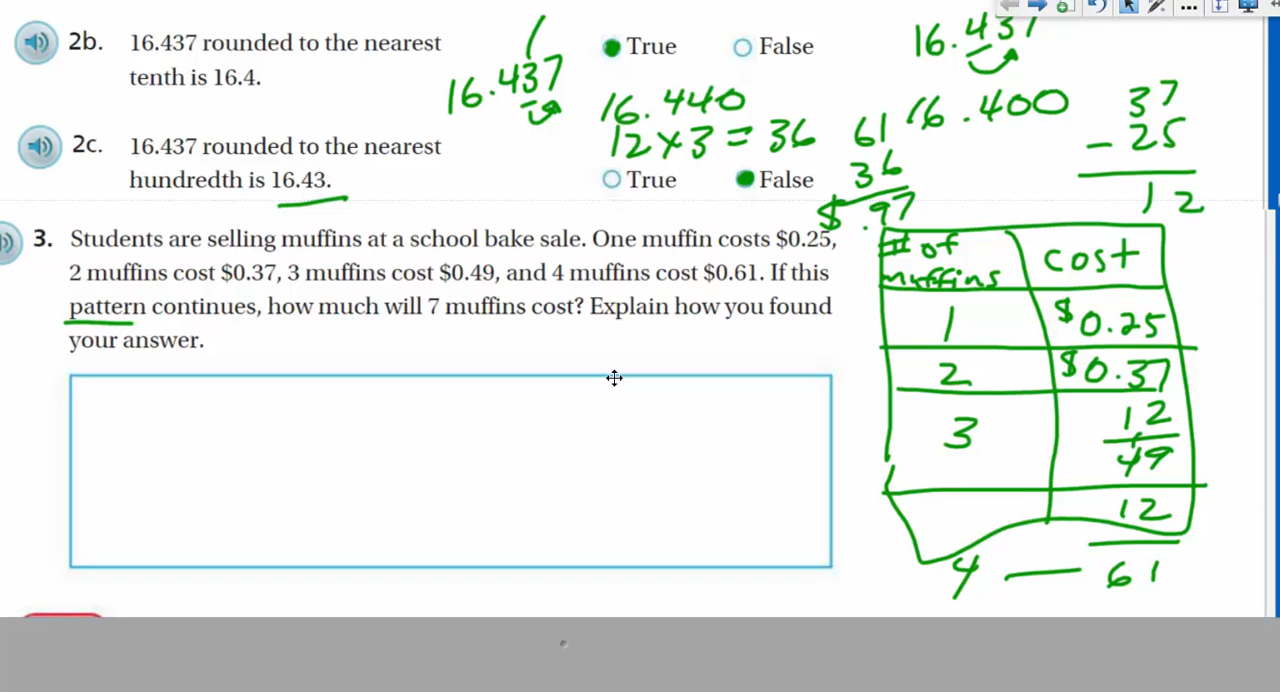 2b. 16.437 rounded to the nearest
tenth is 16.4.
True
False
16.437
16.437
16.440
16.400
37
- 25
12
2c. 16.437 rounded to the nearest
hundredth is 16.43.
True
False
12 x 3 = 36
61
36
$ .97
3. Students are selling muffins at a school bake sale. One muffin costs $0.25,
2 muffins cost $0.37, 3 muffins cost $0.49, and 4 muffins cost $0.61. If this
pattern continues, how much will 7 muffins cost? Explain how you found
your answer.
# of muffins cost
1 $0.25
2 $0.37
3 12
49
12
4 — 61